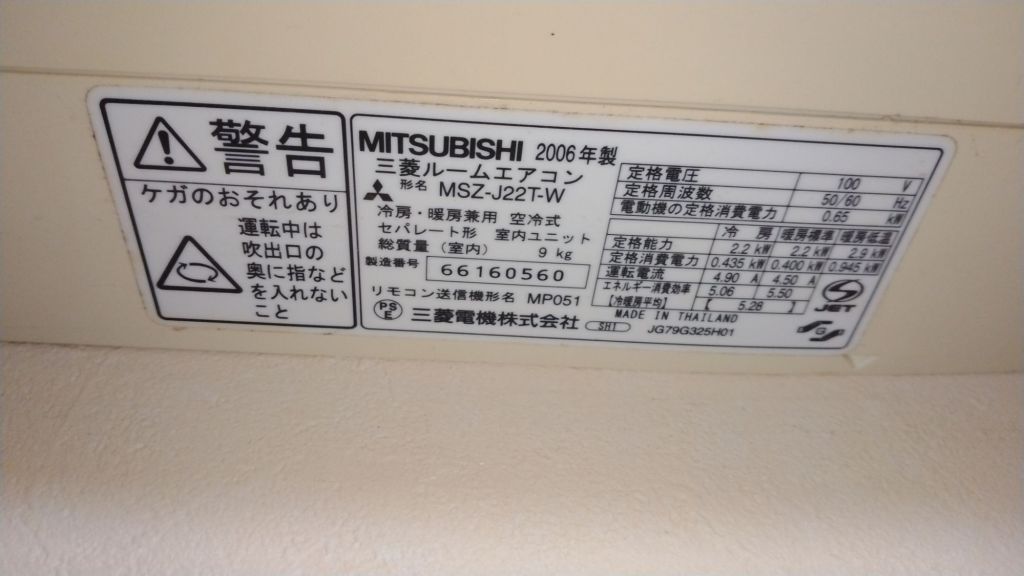 警告
ケガのおそれあり
運転中は
吹出口の
奥に指など
を入れない
こと
MITSUBISHI 2006年製
三菱ルームエアコン
形名 MSZ-J22T-W
冷房・暖房兼用 空冷式
セパレート形 室内ユニット
総質量(室内) 9 kg
製造番号 66160560
リモコン送信機形名 MP051
PS E 三菱電機株式会社 SHI JG79G325H01
定格電圧 100 V
定格周波数 50/60 Hz
電動機の定格消費電力 0.65 kW
冷房 暖房標準 暖房低温
定格能力 2.2 kW 2.2 kW 2.9 kW
定格消費電力 0.435 kW 0.400 kW 0.945 kW
運転電流 4.90 A 4.50 A
エネルギー消費効率 5.06 5.50
【冷暖房平均】 【 5.28 】
MADE IN THAILAND
JET
S G